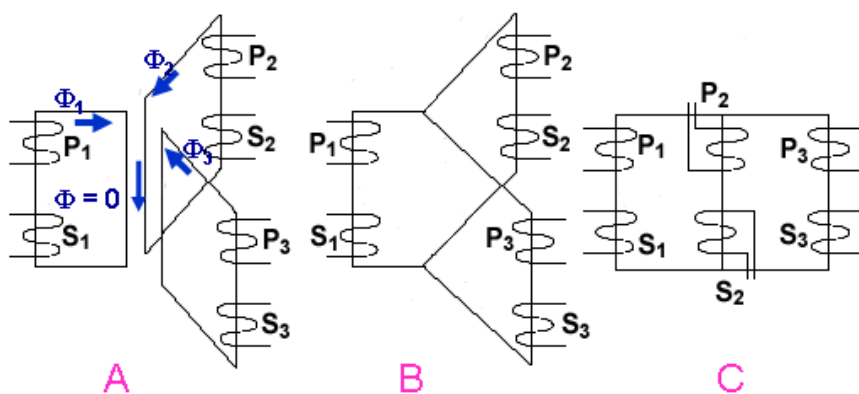 Φ₁
Φ₂
Φ₃
Φ = 0
P₁
S₁
P₂
S₂
P₃
S₃
A
P₁
S₁
P₂
S₂
P₃
S₃
B
P₁
S₁
P₂
S₂
P₃
S₃
C